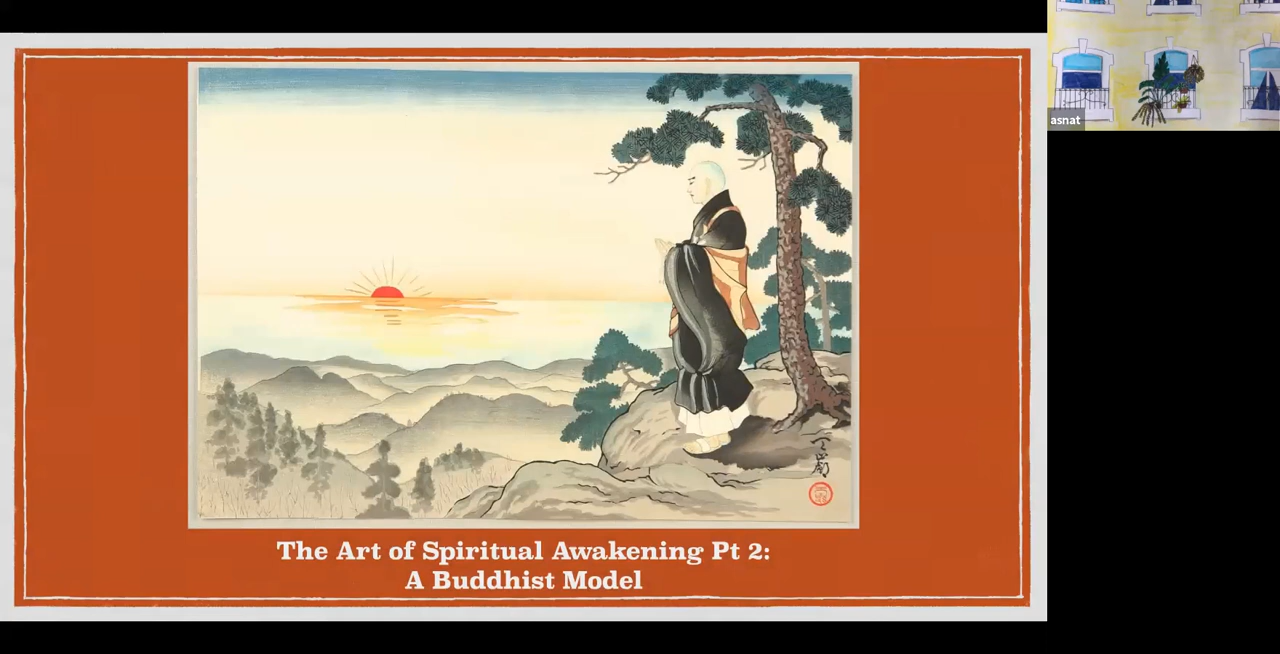 The Art of Spiritual Awakening Pt 2:
A Buddhist Model
asnat